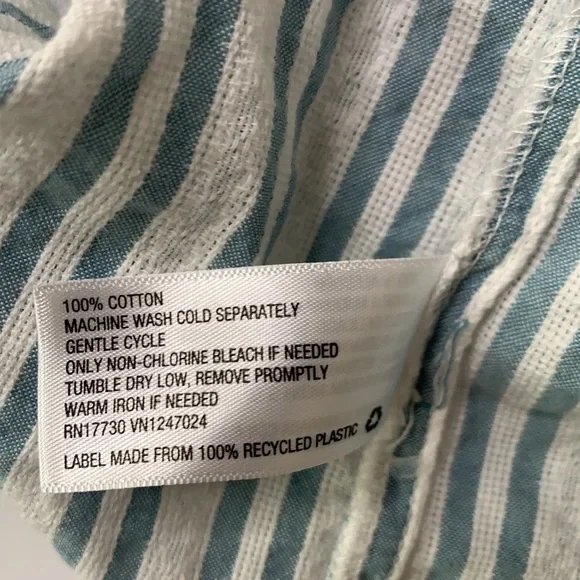 100% COTTON
MACHINE WASH COLD SEPARATELY
GENTLE CYCLE
ONLY NON-CHLORINE BLEACH IF NEEDED
TUMBLE DRY LOW, REMOVE PROMPTLY
WARM IRON IF NEEDED
RN17730 VN1247024
LABEL MADE FROM 100% RECYCLED PLASTIC